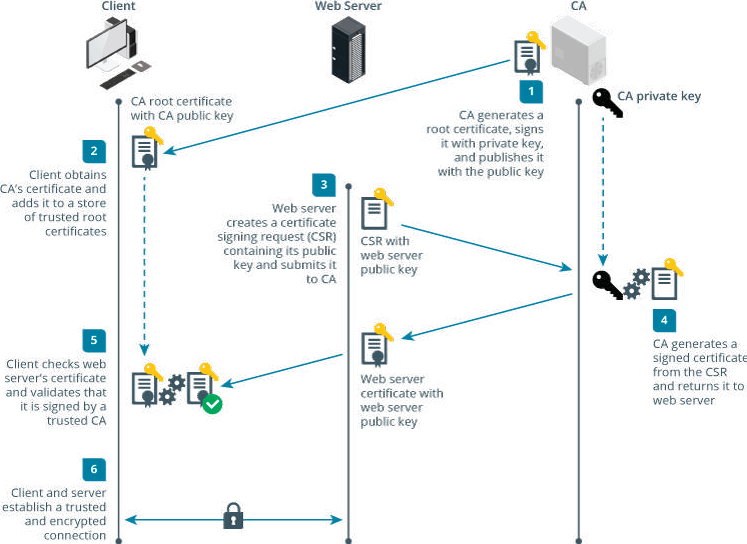 Client
Web Server
CA
1
CA generates a
root certificate, signs
it with private key,
and publishes it
with the public key
CA private key
CA root certificate
with CA public key
2
Client obtains
CA's certificate and
adds it to a store
of trusted root
certificates
3
Web server
creates a certificate
signing request (CSR)
containing its public
key and submits it
to CA
CSR with
web server
public key
4
CA generates a
signed certificate
from the CSR
and returns it to
web server
Web server
certificate with
web server
public key
5
Client checks web
server's certificate
and validates that
it is signed by a
trusted CA
6
Client and server
establish a trusted
and encrypted
connection